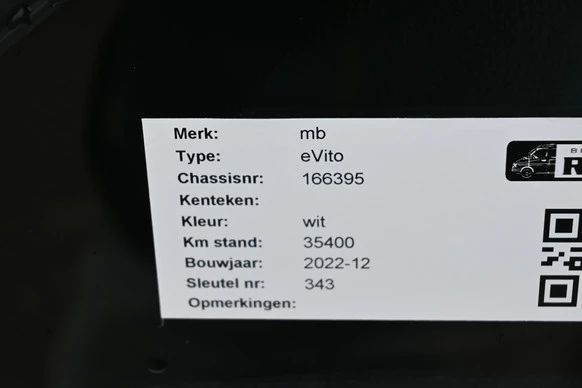 Merk: mb
Type: eVito
Chassisnr: 166395
Kenteken:
Kleur: wit
Km stand: 35400
Bouwjaar: 2022-12
Sleutel nr: 343
Opmerkingen: